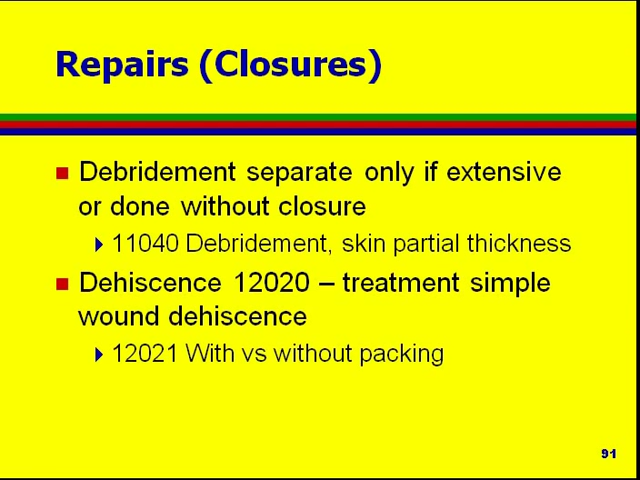 Repairs (Closures)
Debridement separate only if extensive
or done without closure
11040 Debridement, skin partial thickness
Dehiscence 12020 – treatment simple
wound dehiscence
12021 With vs without packing
91